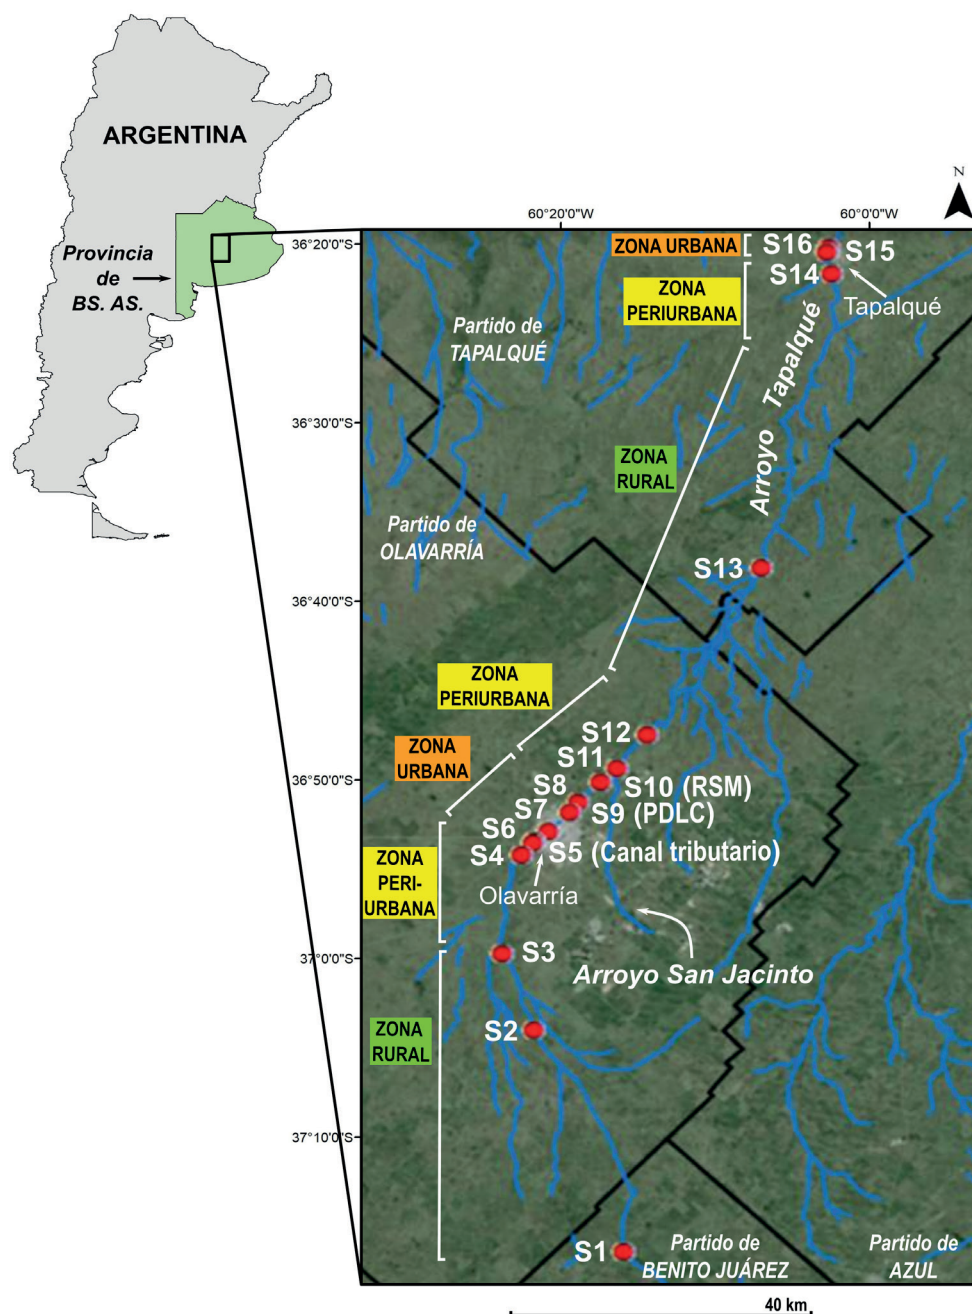 ARGENTINA
Provincia
de
BS. AS.
N
60°20'0"W
60°0'0"W
36°20'0"S
36°30'0"S
36°40'0"S
36°50'0"S
37°0'0"S
37°10'0"S
ZONA URBANA
S16
S15
S14
ZONA
PERIURBANA
Tapalqué
Partido de
TAPALQUÉ
Arroyo Tapalqué
ZONA
RURAL
Partido de
OLAVARRÍA
S13
ZONA
PERIURBANA
S12
ZONA
URBANA
S11
S10 (RSM)
S8
S9 (PDLC)
S7
S6
S5 (Canal tributario)
S4
ZONA
PERI-
URBANA
Olavarría
S3
Arroyo San Jacinto
S2
ZONA
RURAL
S1
Partido de
BENITO JUÁREZ
Partido de
AZUL
40 km